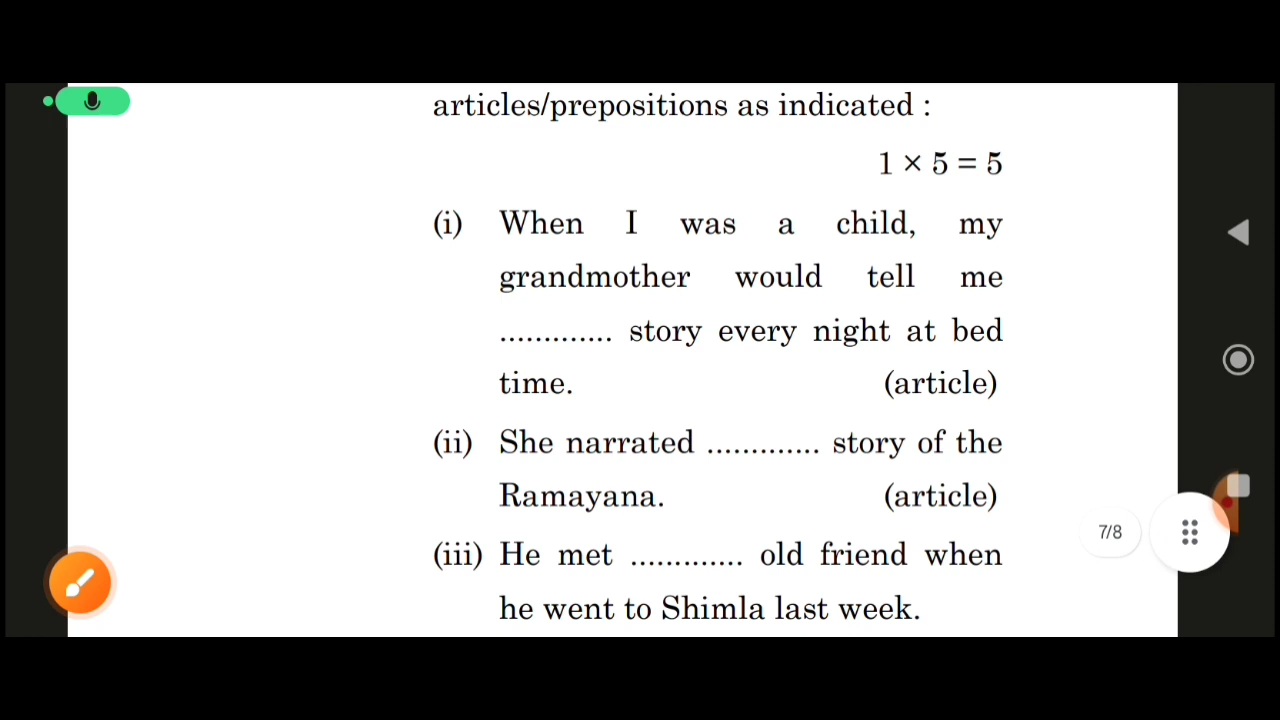 articles/prepositions as indicated :
1 × 5 = 5
(i) When I was a child, my
grandmother would tell me
............. story every night at bed
time. (article)
(ii) She narrated ............. story of the
Ramayana. (article)
(iii) He met ............. old friend when
he went to Shimla last week.
7/8